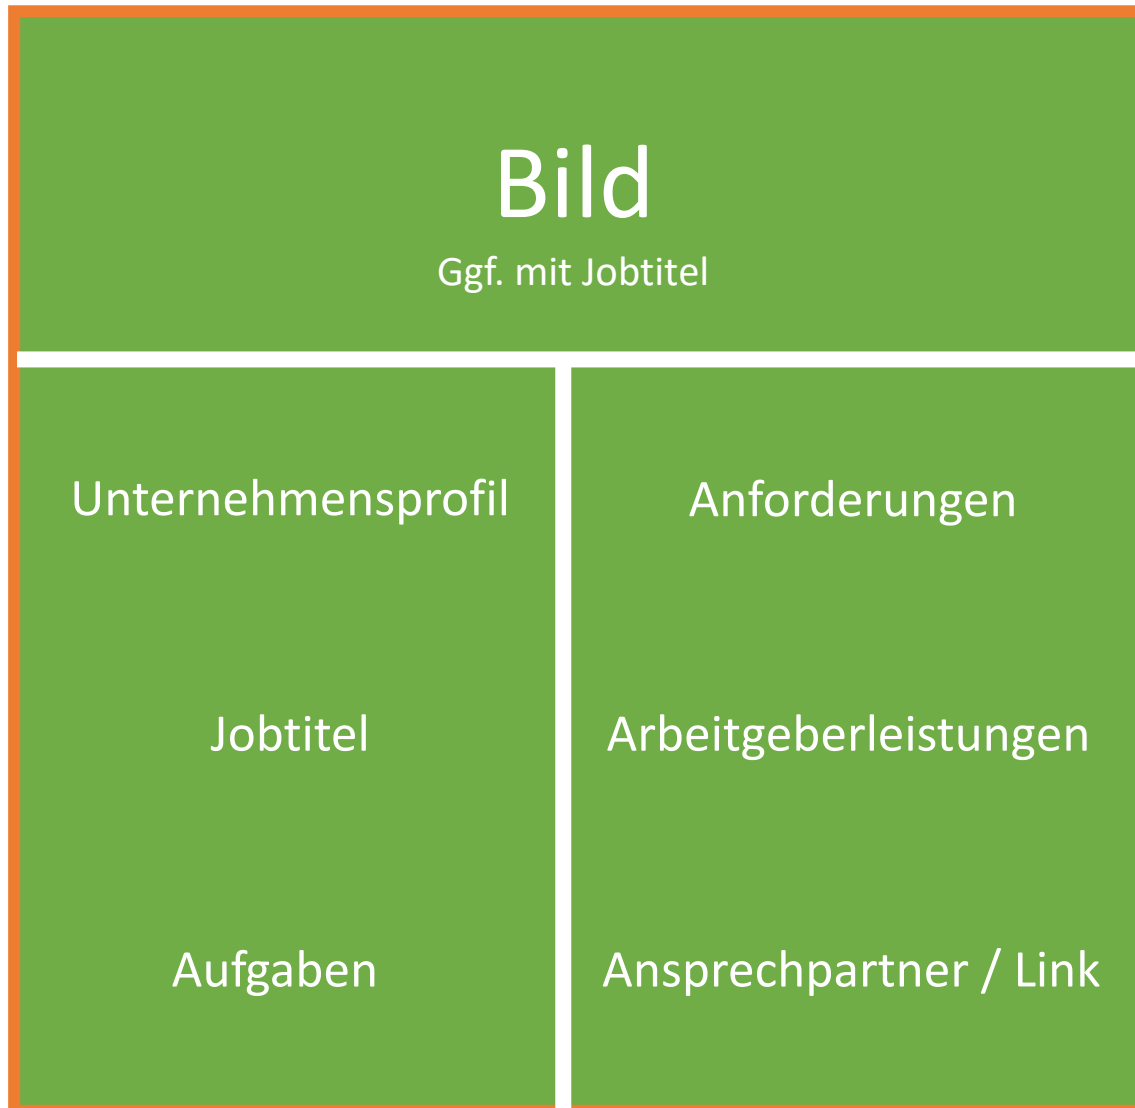 Bild
Ggf. mit Jobtitel
Unternehmensprofil
Jobtitel
Aufgaben
Anforderungen
Arbeitgeberleistungen
Ansprechpartner / Link